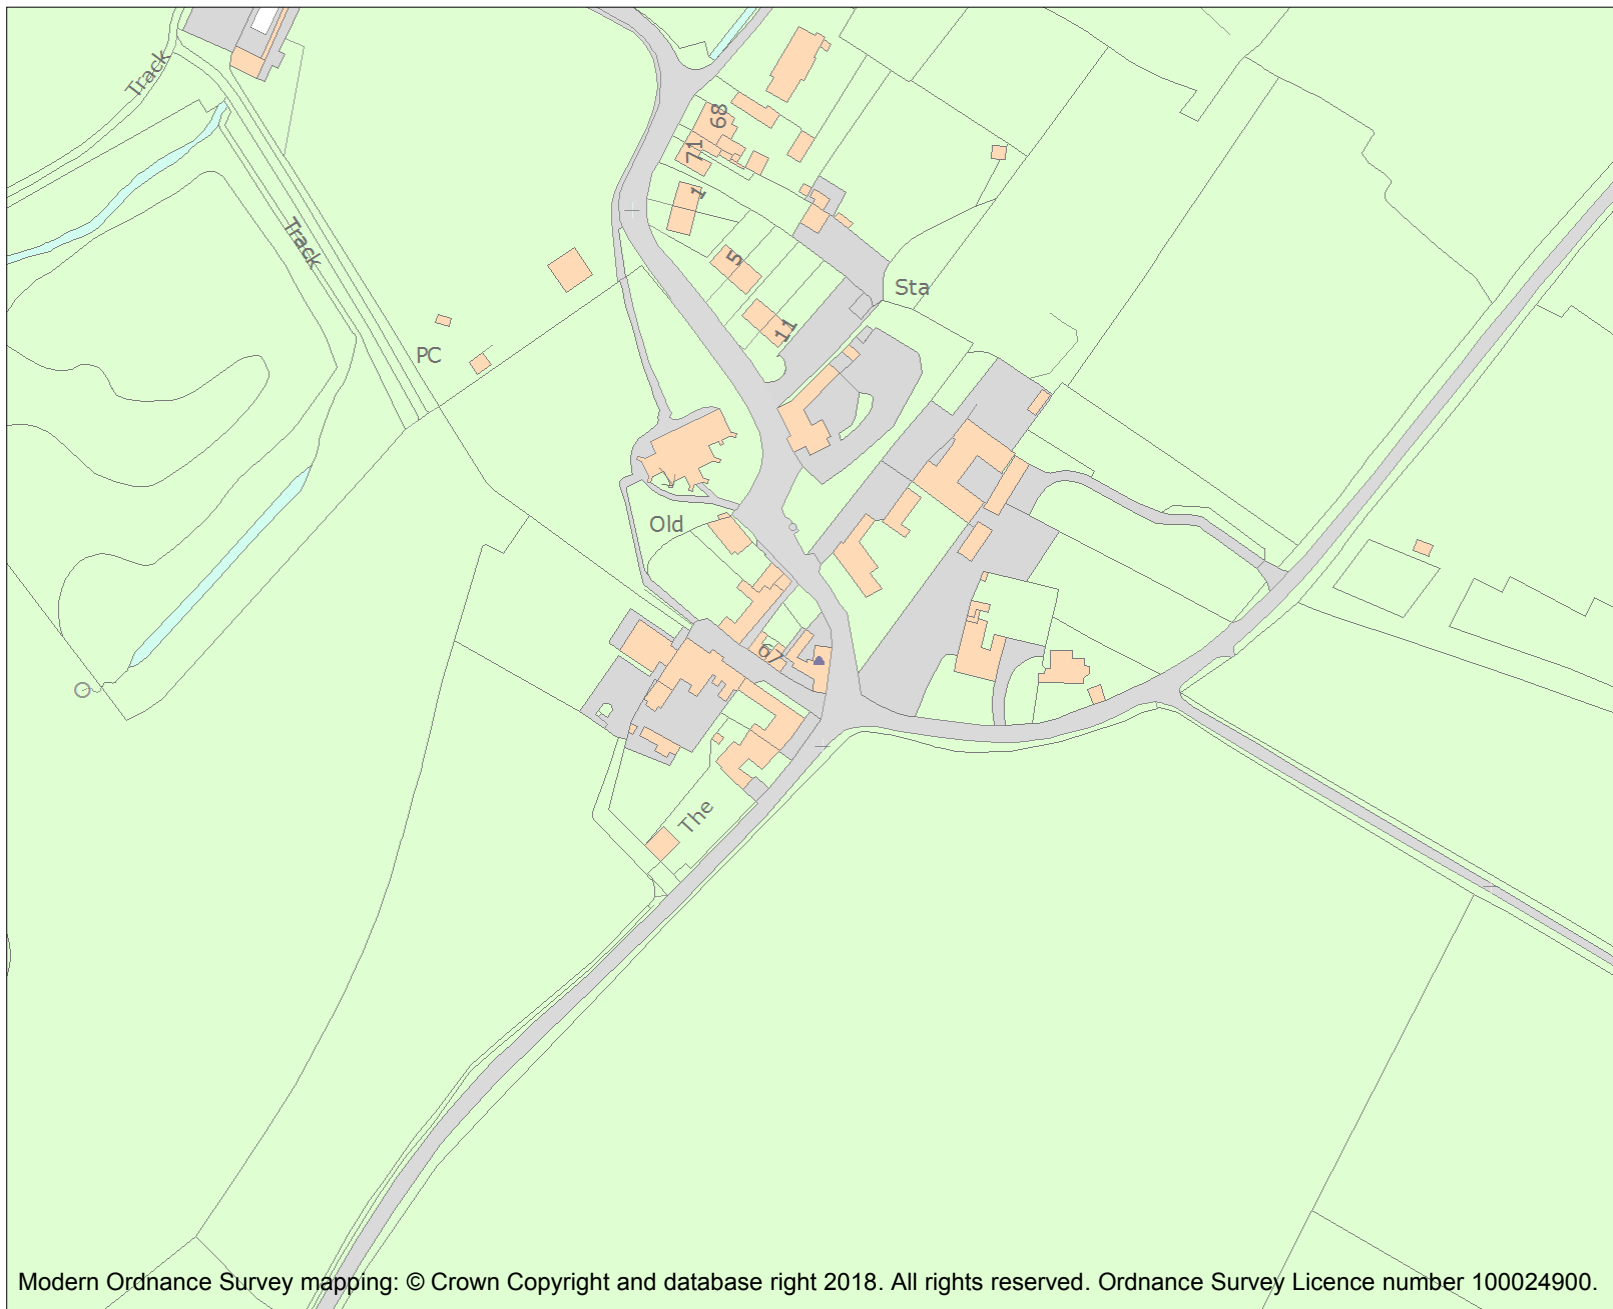 Track
68
71
1
Track
5
Sta
11
PC
Old
67
The
Modern Ordnance Survey mapping: © Crown Copyright and database right 2018. All rights reserved. Ordnance Survey Licence number 100024900.